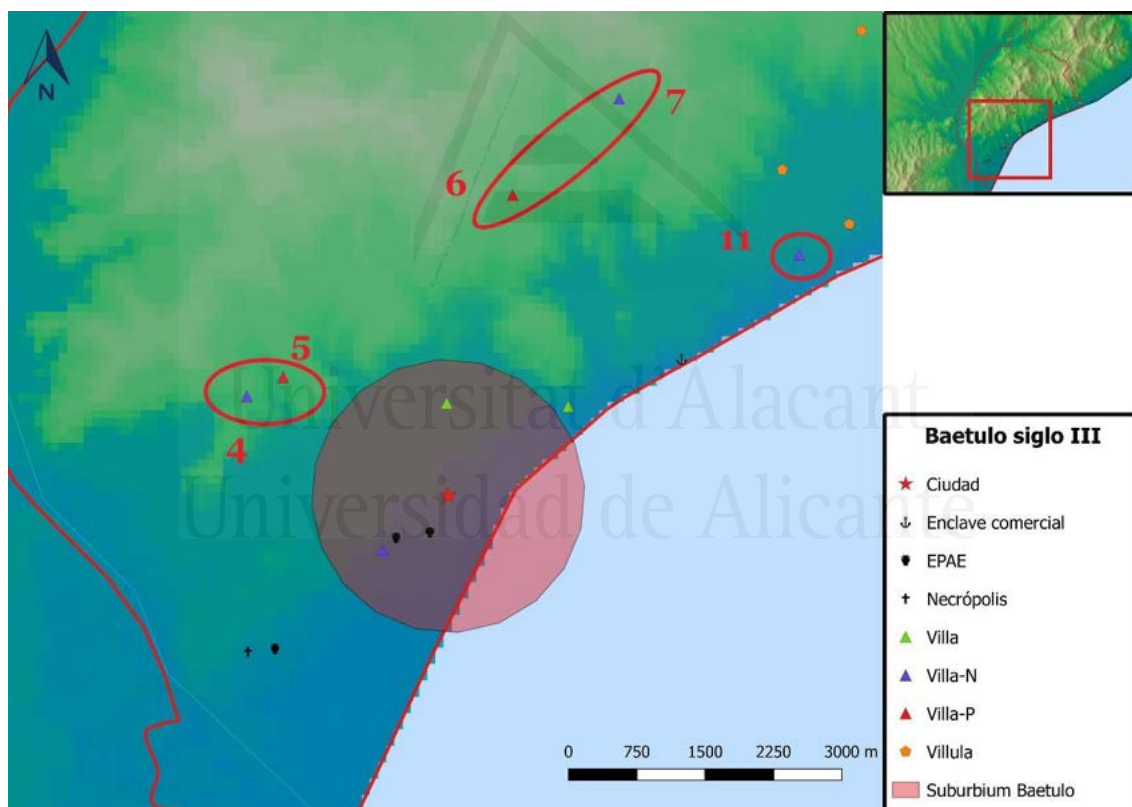 N
7
6
11
5
4
Universitat d'Alacant
Universidad de Alicante
0 750 1500 2250 3000 m
Baetulo siglo III
Ciudad
Enclave comercial
EPAE
Necrópolis
Villa
Villa-N
Villa-P
Villula
Suburbium Baetulo